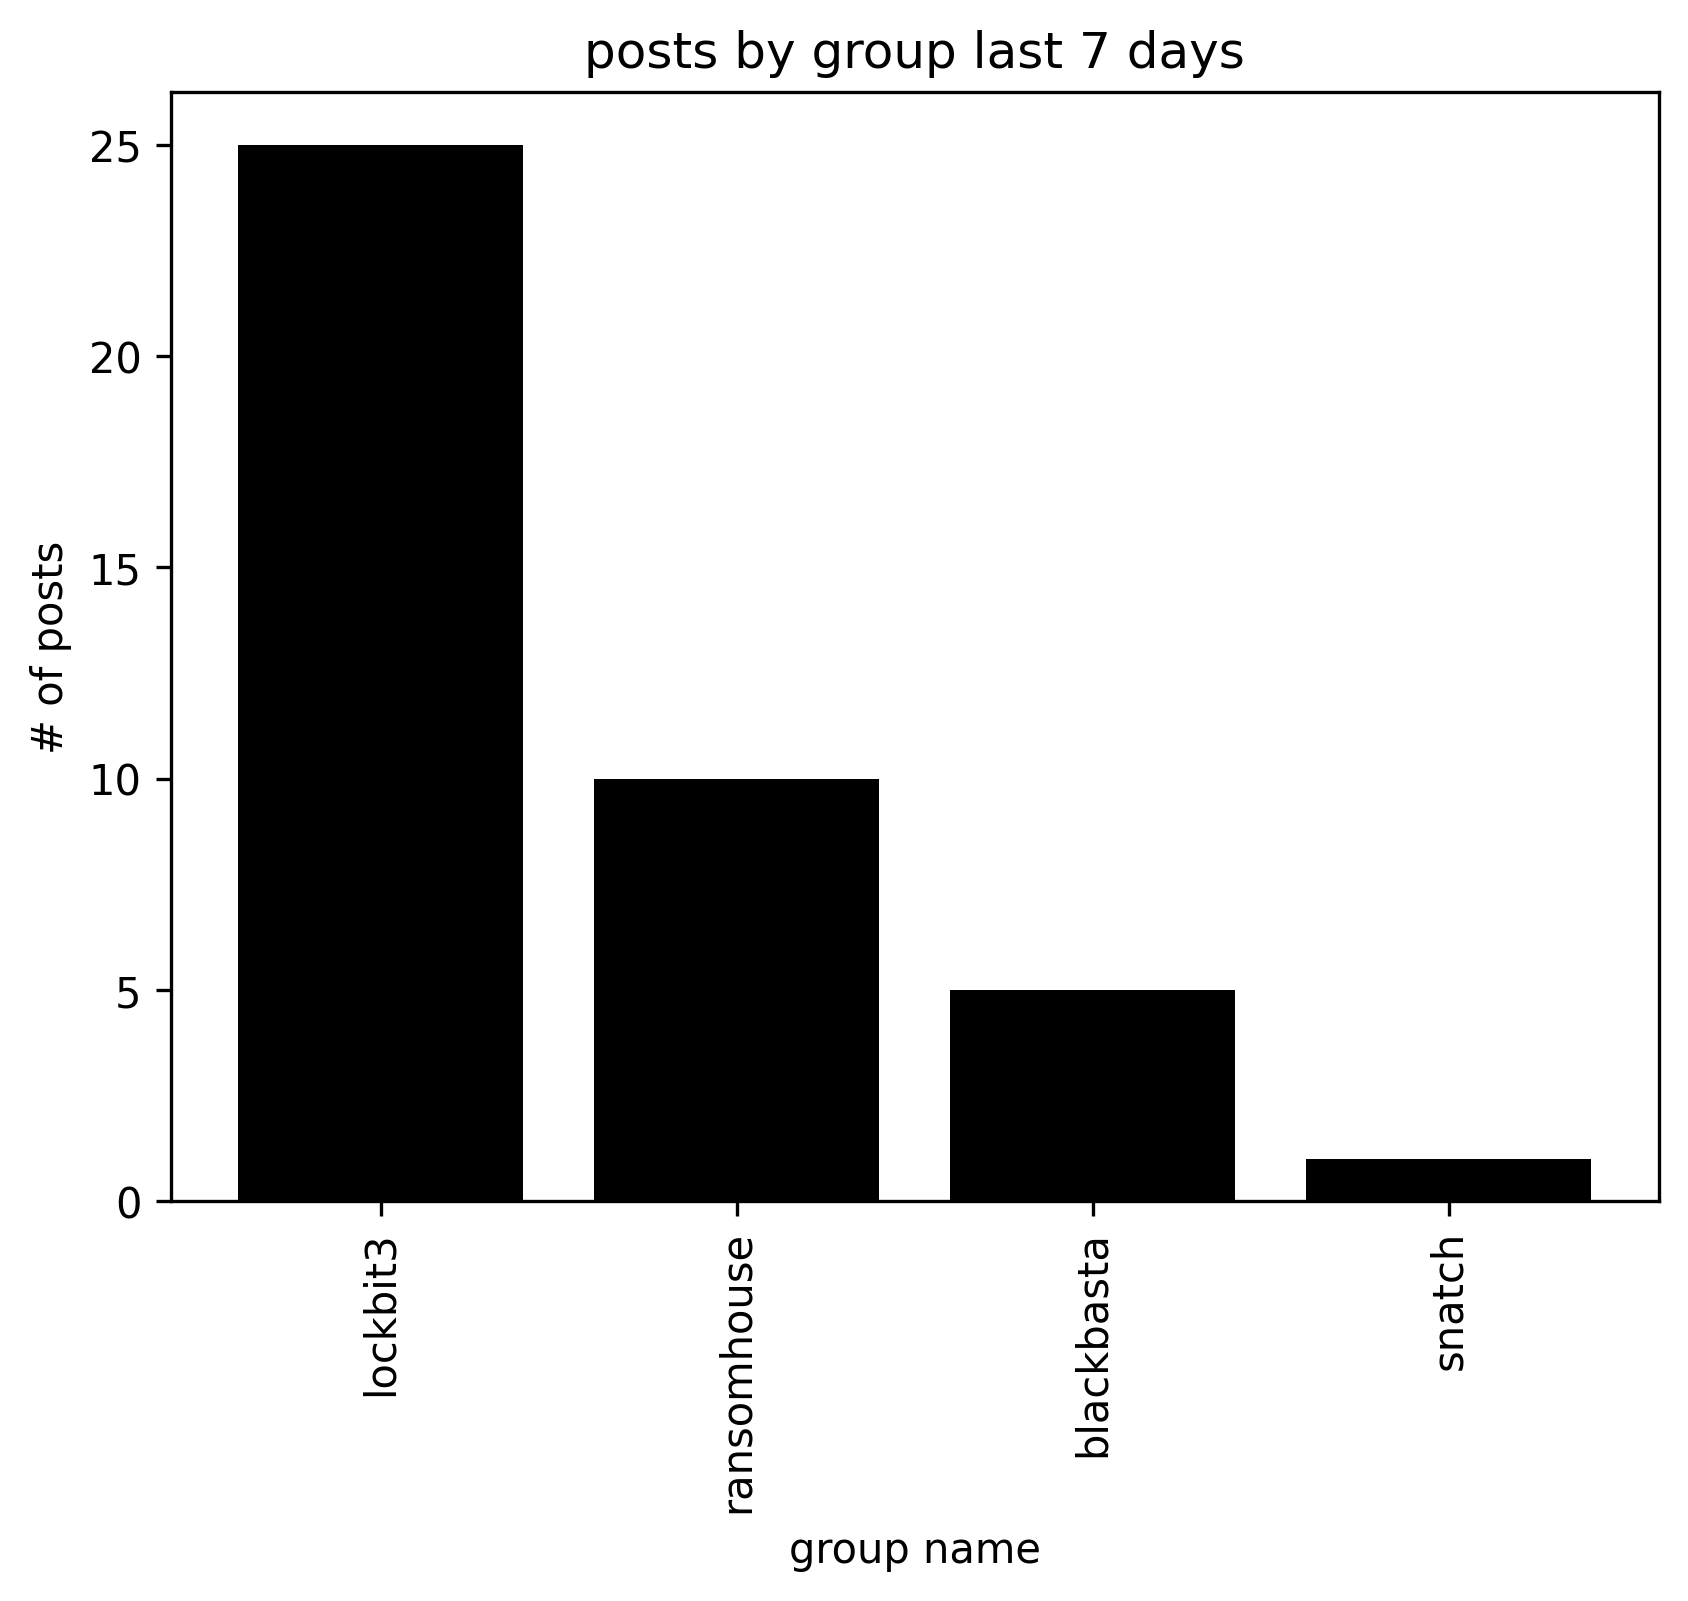 posts by group last 7 days
25
20
15
10
5
0
# of posts
lockbit3
ransomhouse
blackbasta
snatch
group name